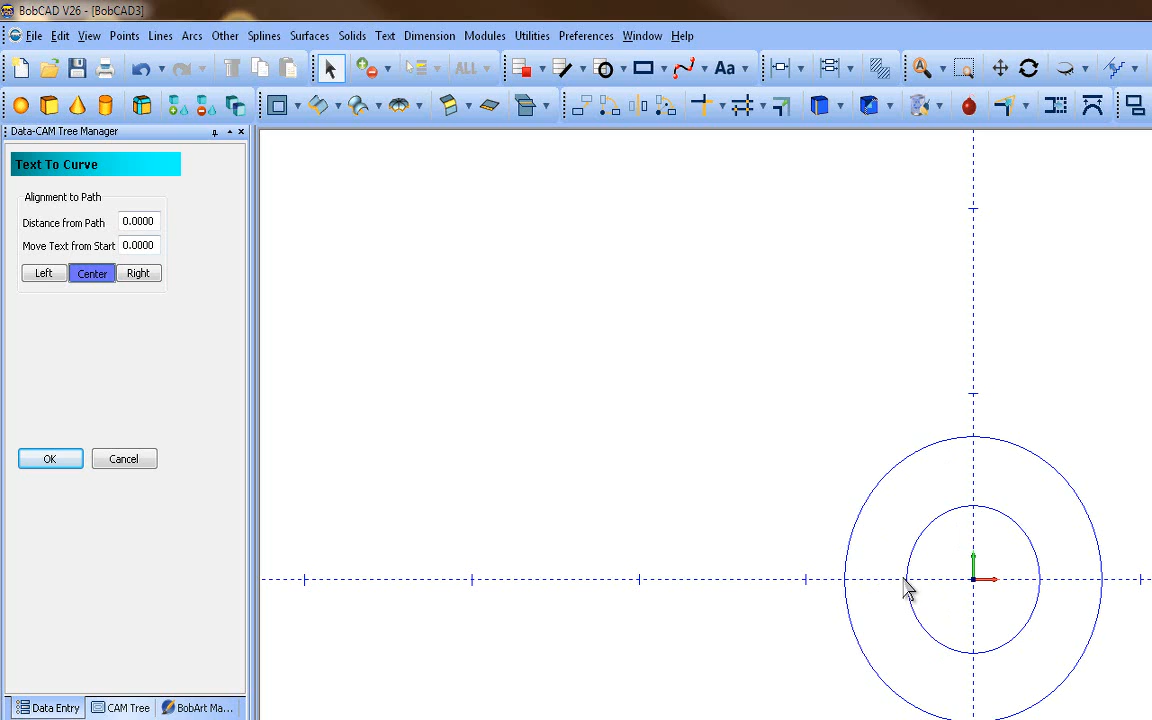 BobCAD V26 - [BobCAD3]
File Edit View Points Lines Arcs Other Splines Surfaces Solids Text Dimension Modules Utilities Preferences Window Help
ALL Aa
Data-CAM Tree Manager
Text To Curve
Alignment to Path
Distance from Path 0.0000
Move Text from Start 0.0000
Left Center Right
OK Cancel
Data Entry CAM Tree BobArt Ma...